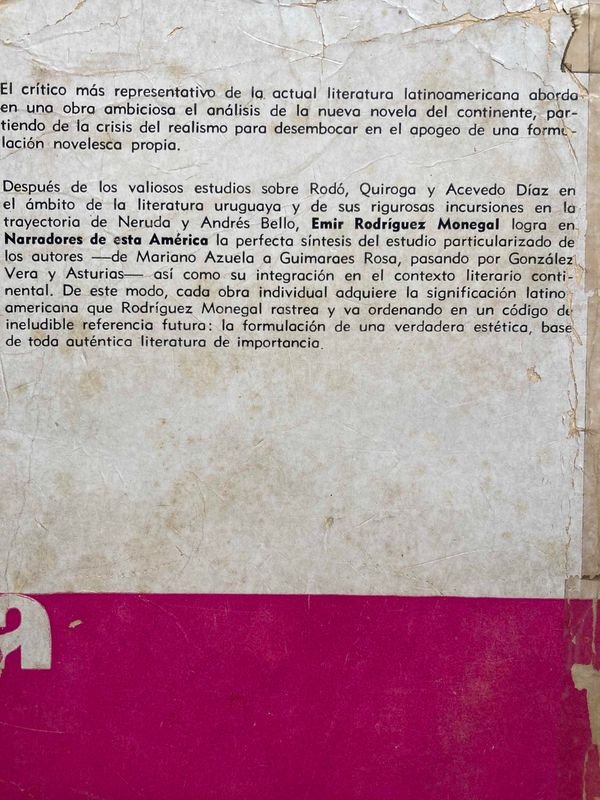 El crítico más representativo de la actual literatura latinoamericana aborda
en una obra ambiciosa el análisis de la nueva novela del continente, par-
tiendo de la crisis del realismo para desembocar en el apogeo de una formu-
lación novelesca propia.
Después de los valiosos estudios sobre Rodó, Quiroga y Acevedo Díaz en
el ámbito de la literatura uruguaya y de sus rigurosas incursiones en la
trayectoria de Neruda y Andrés Bello, Emir Rodríguez Monegal logra en
Narradores de esta América la perfecta síntesis del estudio particularizado de
los autores —de Mariano Azuela a Guimaraes Rosa, pasando por González
Vera y Asturias— así como su integración en el contexto literario conti-
nental. De este modo, cada obra individual adquiere la significación latino
americana que Rodríguez Monegal rastrea y va ordenando en un código de
ineludible referencia futura: la formulación de una verdadera estética, base
de toda auténtica literatura de importancia.
a